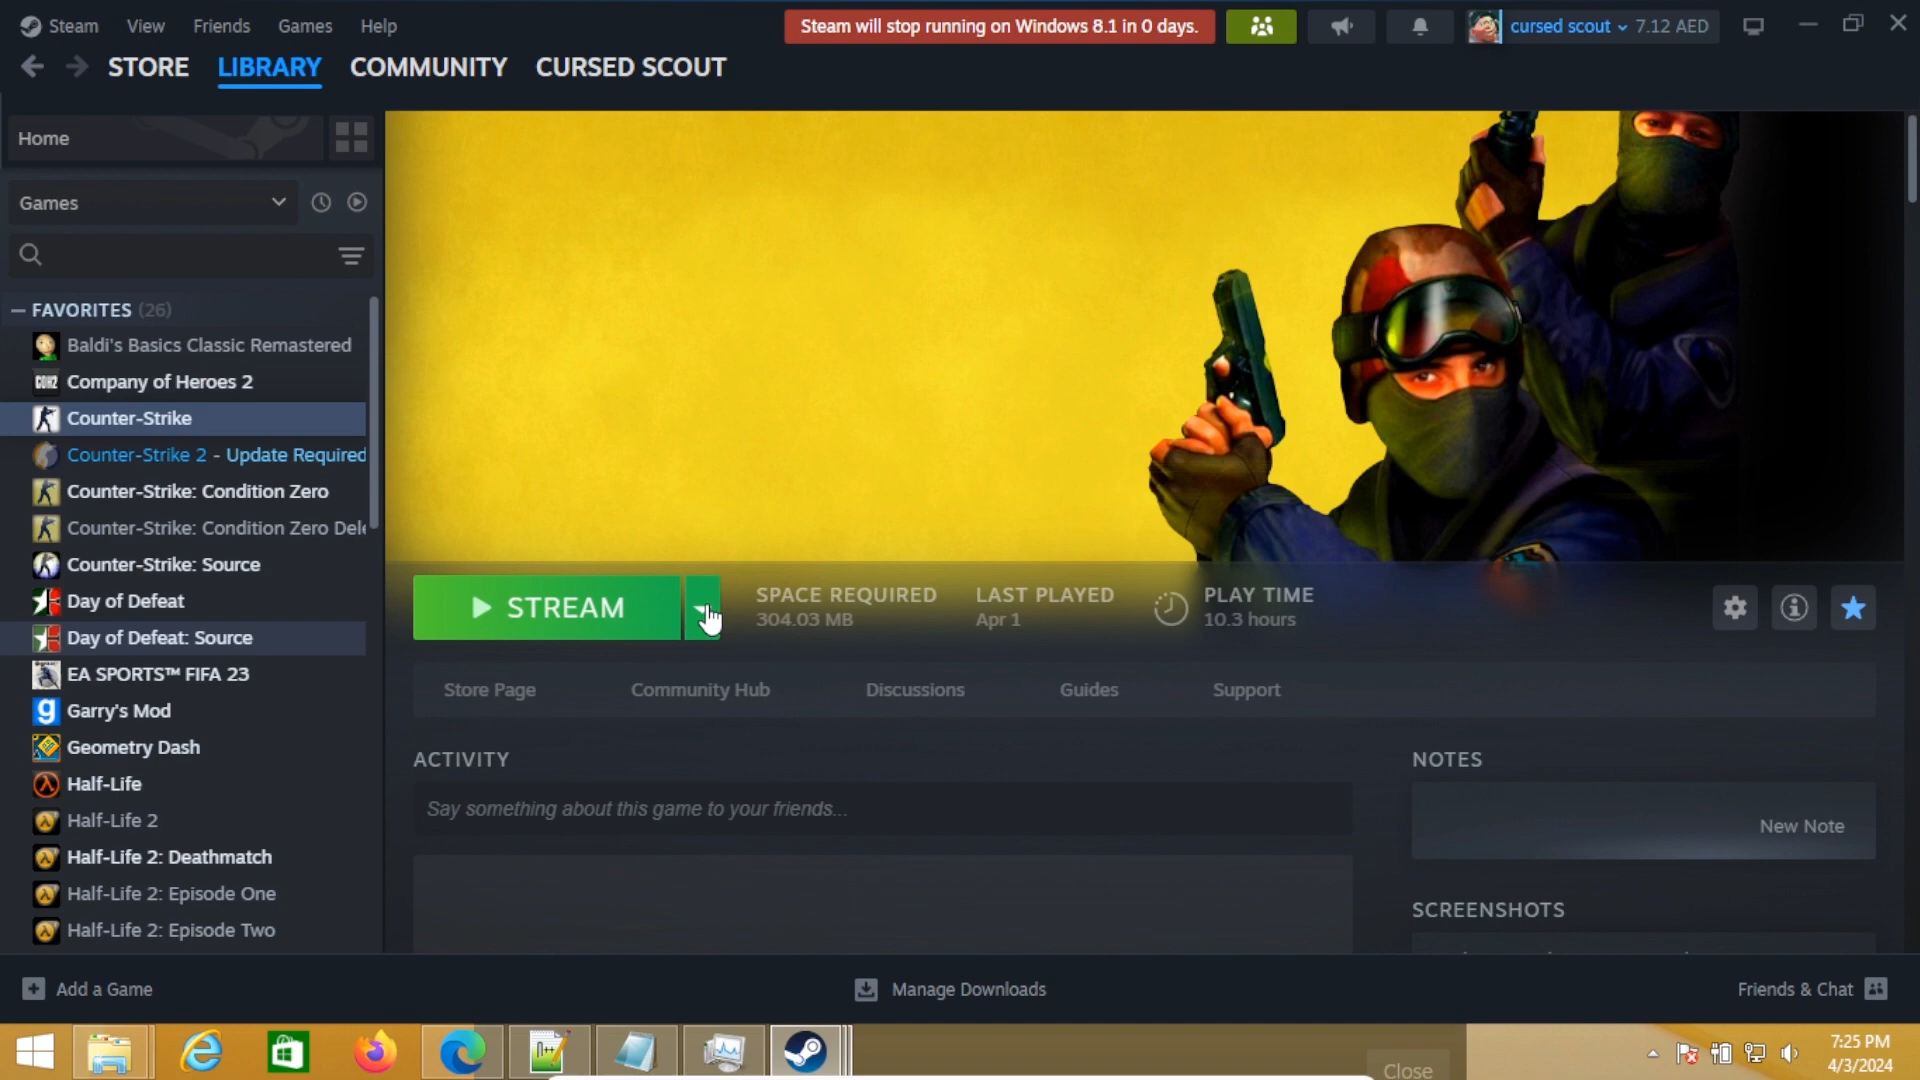 Steam View Friends Games Help
Steam will stop running on Windows 8.1 in 0 days.
cursed scout 7.12 AED
STORE LIBRARY COMMUNITY CURSED SCOUT
Home
Games
FAVORITES (26)
Baldi's Basics Classic Remastered
Company of Heroes 2
Counter-Strike
Counter-Strike 2 - Update Required
Counter-Strike: Condition Zero
Counter-Strike: Condition Zero Dele
Counter-Strike: Source
Day of Defeat
Day of Defeat: Source
EA SPORTS™ FIFA 23
Garry's Mod
Geometry Dash
Half-Life
Half-Life 2
Half-Life 2: Deathmatch
Half-Life 2: Episode One
Half-Life 2: Episode Two
STREAM
SPACE REQUIRED
304.03 MB
LAST PLAYED
Apr 1
PLAY TIME
10.3 hours
Store Page Community Hub Discussions Guides Support
ACTIVITY
Say something about this game to your friends...
NOTES
New Note
SCREENSHOTS
Add a Game
Manage Downloads
Friends & Chat
Close
7:25 PM
4/3/2024